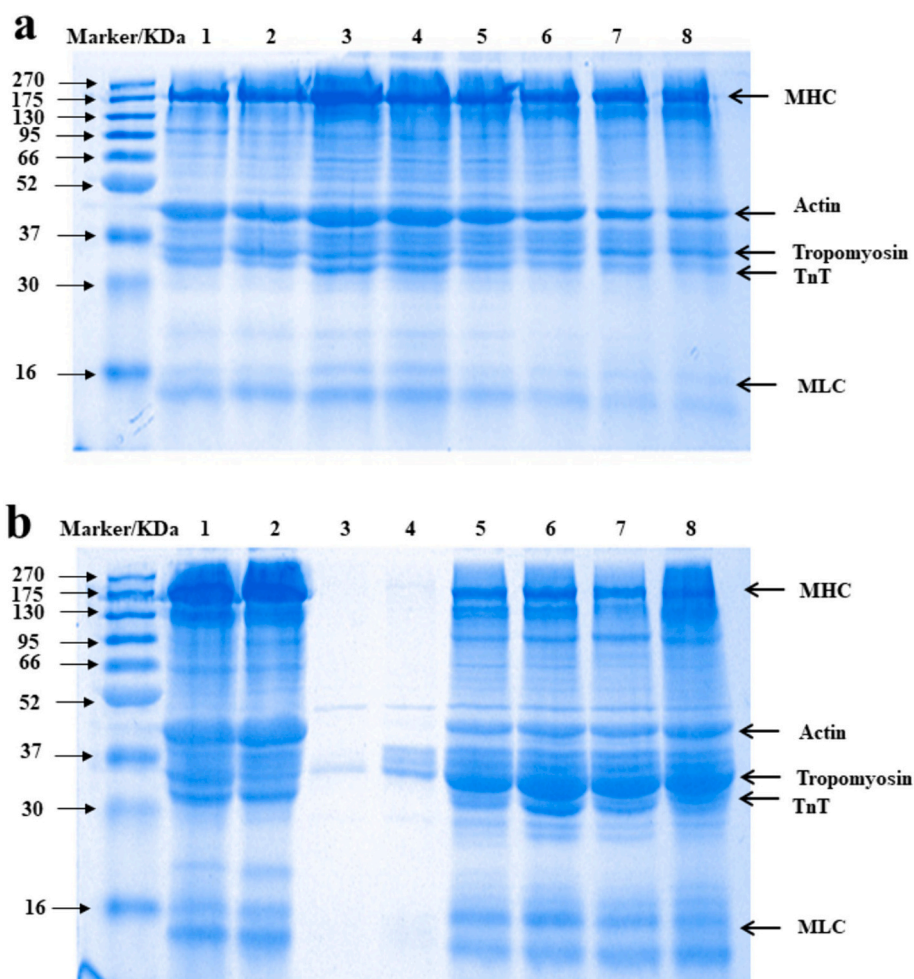 a
Marker/KDa 1 2 3 4 5 6 7 8
270
175
130
95
66
52
37
30
16
MHC
Actin
Tropomyosin
TnT
MLC
b
Marker/KDa 1 2 3 4 5 6 7 8
270
175
130
95
66
52
37
30
16
MHC
Actin
Tropomyosin
TnT
MLC